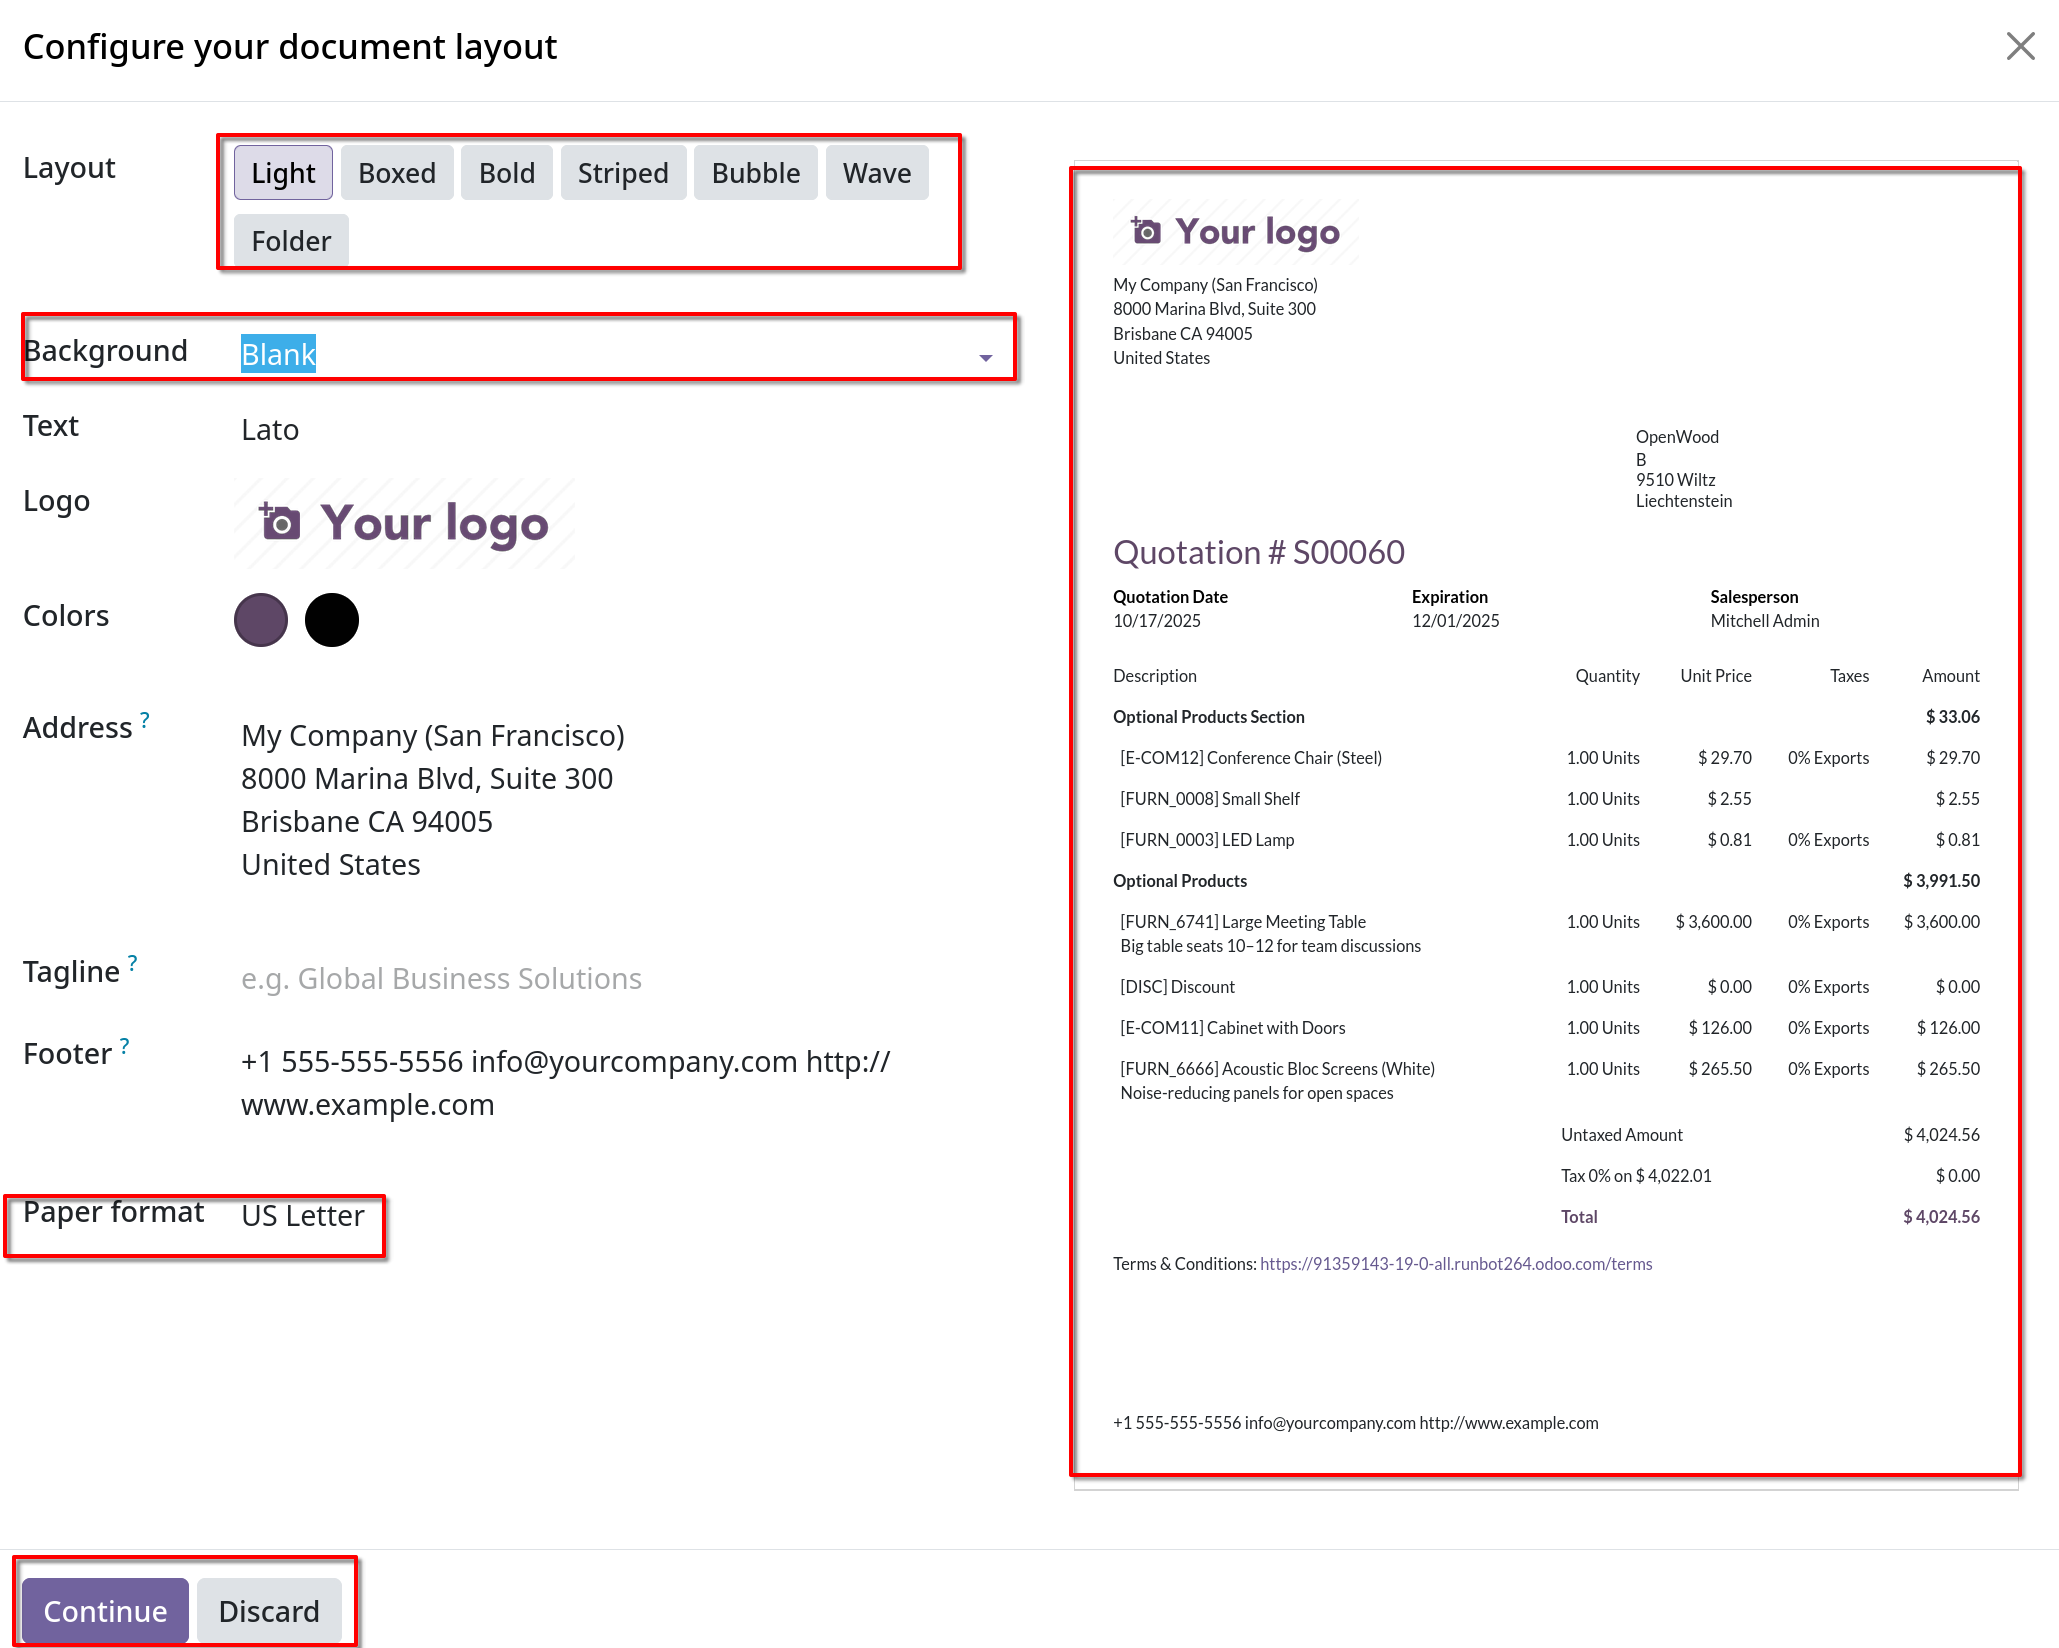 Configure your document layout
Layout
Light Boxed Bold Striped Bubble Wave
Folder
Background Blank
Text Lato
Logo Your logo
Colors
Address ? My Company (San Francisco)
8000 Marina Blvd, Suite 300
Brisbane CA 94005
United States
Tagline ? e.g. Global Business Solutions
Footer ? +1 555-555-5556 info@yourcompany.com http://
www.example.com
Paper format US Letter
Your logo
My Company (San Francisco)
8000 Marina Blvd, Suite 300
Brisbane CA 94005
United States
OpenWood
B
9510 Wiltz
Liechtenstein
Quotation # S00060
Quotation Date Expiration Salesperson
10/17/2025 12/01/2025 Mitchell Admin
Description Quantity Unit Price Taxes Amount
Optional Products Section $ 33.06
[E-COM12] Conference Chair (Steel) 1.00 Units $ 29.70 0% Exports $ 29.70
[FURN_0008] Small Shelf 1.00 Units $ 2.55 $ 2.55
[FURN_0003] LED Lamp 1.00 Units $ 0.81 0% Exports $ 0.81
Optional Products $ 3,991.50
[FURN_6741] Large Meeting Table 1.00 Units $ 3,600.00 0% Exports $ 3,600.00
Big table seats 10–12 for team discussions
[DISC] Discount 1.00 Units $ 0.00 0% Exports $ 0.00
[E-COM11] Cabinet with Doors 1.00 Units $ 126.00 0% Exports $ 126.00
[FURN_6666] Acoustic Bloc Screens (White) 1.00 Units $ 265.50 0% Exports $ 265.50
Noise-reducing panels for open spaces
Untaxed Amount $ 4,024.56
Tax 0% on $ 4,022.01 $ 0.00
Total $ 4,024.56
Terms & Conditions: https://91359143-19-0-all.runbot264.odoo.com/terms
+1 555-555-5556 info@yourcompany.com http://www.example.com
Continue Discard